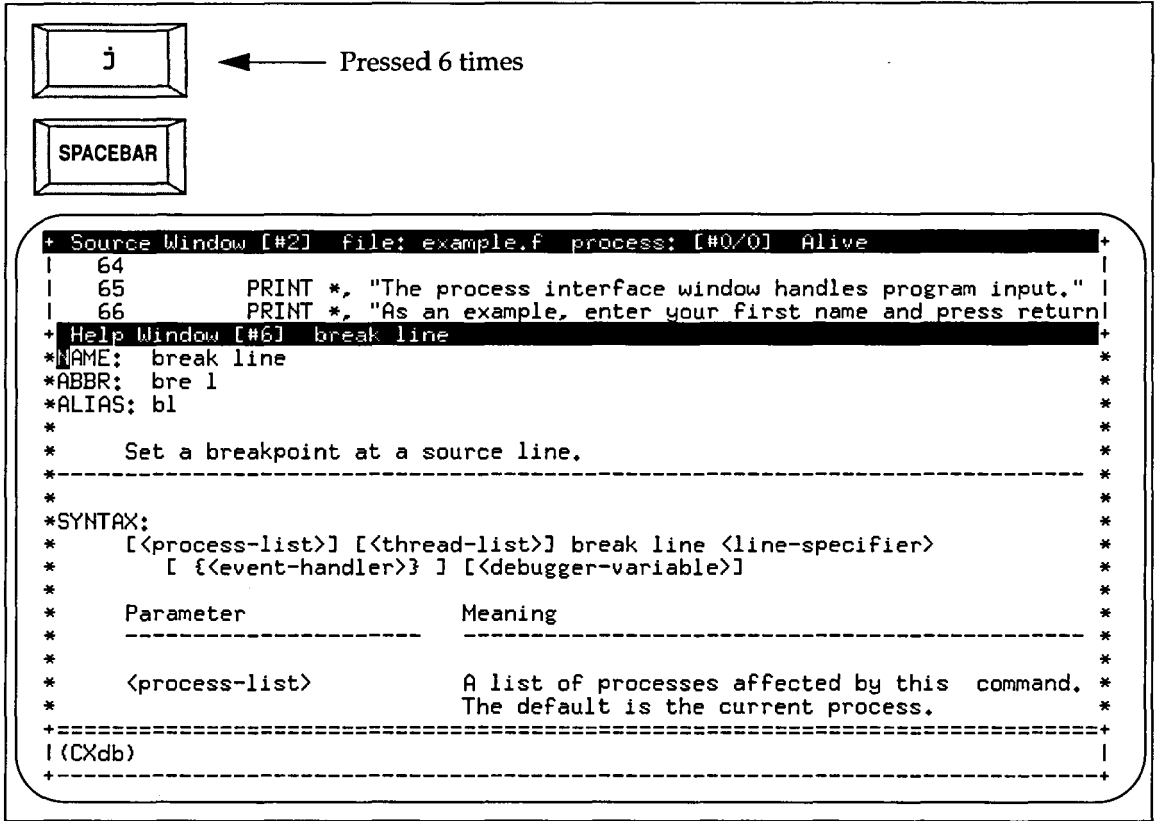 j
Pressed 6 times
SPACEBAR
+ Source Window [#2]  file: example.f  process: [#0/0]  Alive +
|   64 |
|   65          PRINT *, "The process interface window handles program input." |
|   66          PRINT *, "As an example, enter your first name and press return|
+ Help Window [#6]  break line +
*NAME:  break line *
*ABBR:  bre l *
*ALIAS: bl *
* *
*      Set a breakpoint at a source line. *
*--------------------------------------------------------------------------- *
* *
*SYNTAX: *
*      [<process-list>] [<thread-list>] break line <line-specifier> *
*         [ {<event-handler>} ] [<debugger-variable>] *
* *
*      Parameter                Meaning *
*      ----------------------   --------------------------------------------- *
* *
*      <process-list>           A list of processes affected by this  command. *
*                               The default is the current process. *
+============================================================================+
|(CXdb) |
+----------------------------------------------------------------------------+